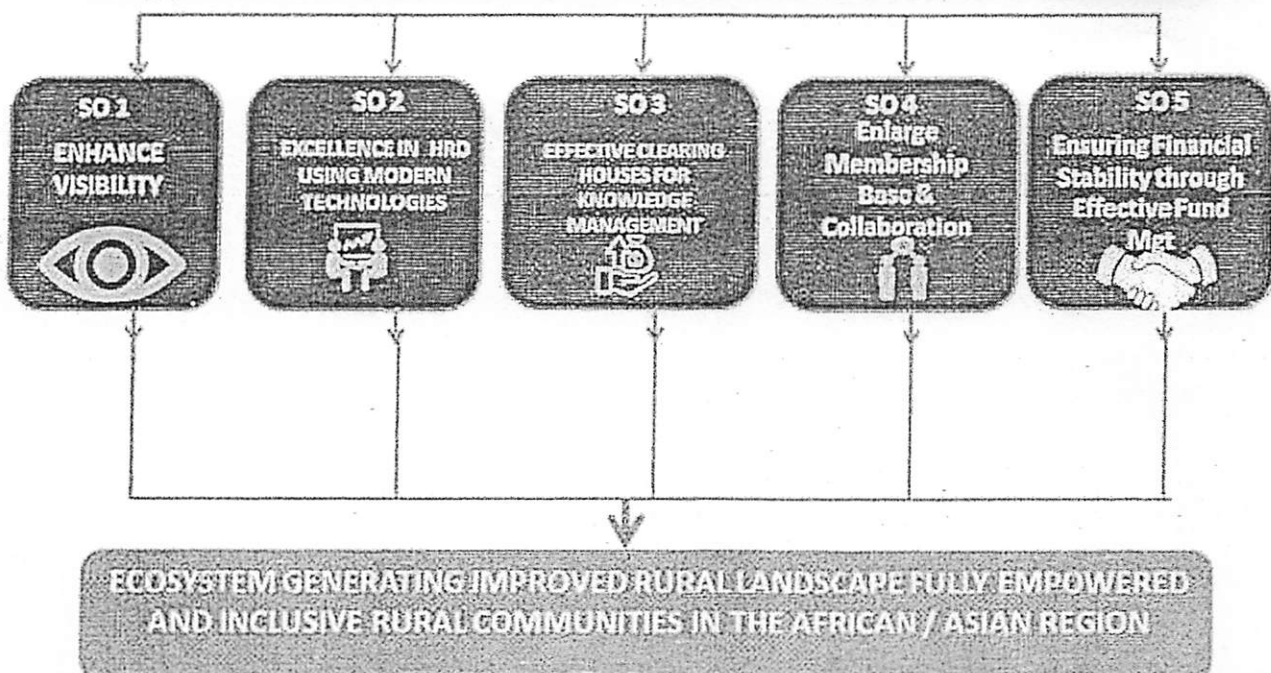 SO 1
ENHANCE
VISIBILITY
SO 2
EXCELLENCE IN HRD
USING MODERN
TECHNOLOGIES
SO 3
EFFECTIVE CLEARING
HOUSES FOR
KNOWLEDGE
MANAGEMENT
SO 4
Enlarge
Membership
Base &
Collaboration
SO 5
Ensuring Financial
Stability through
Effective Fund
Mgt
ECOSYSTEM GENERATING IMPROVED RURAL LANDSCAPE FULLY EMPOWERED
AND INCLUSIVE RURAL COMMUNITIES IN THE AFRICAN / ASIAN REGION